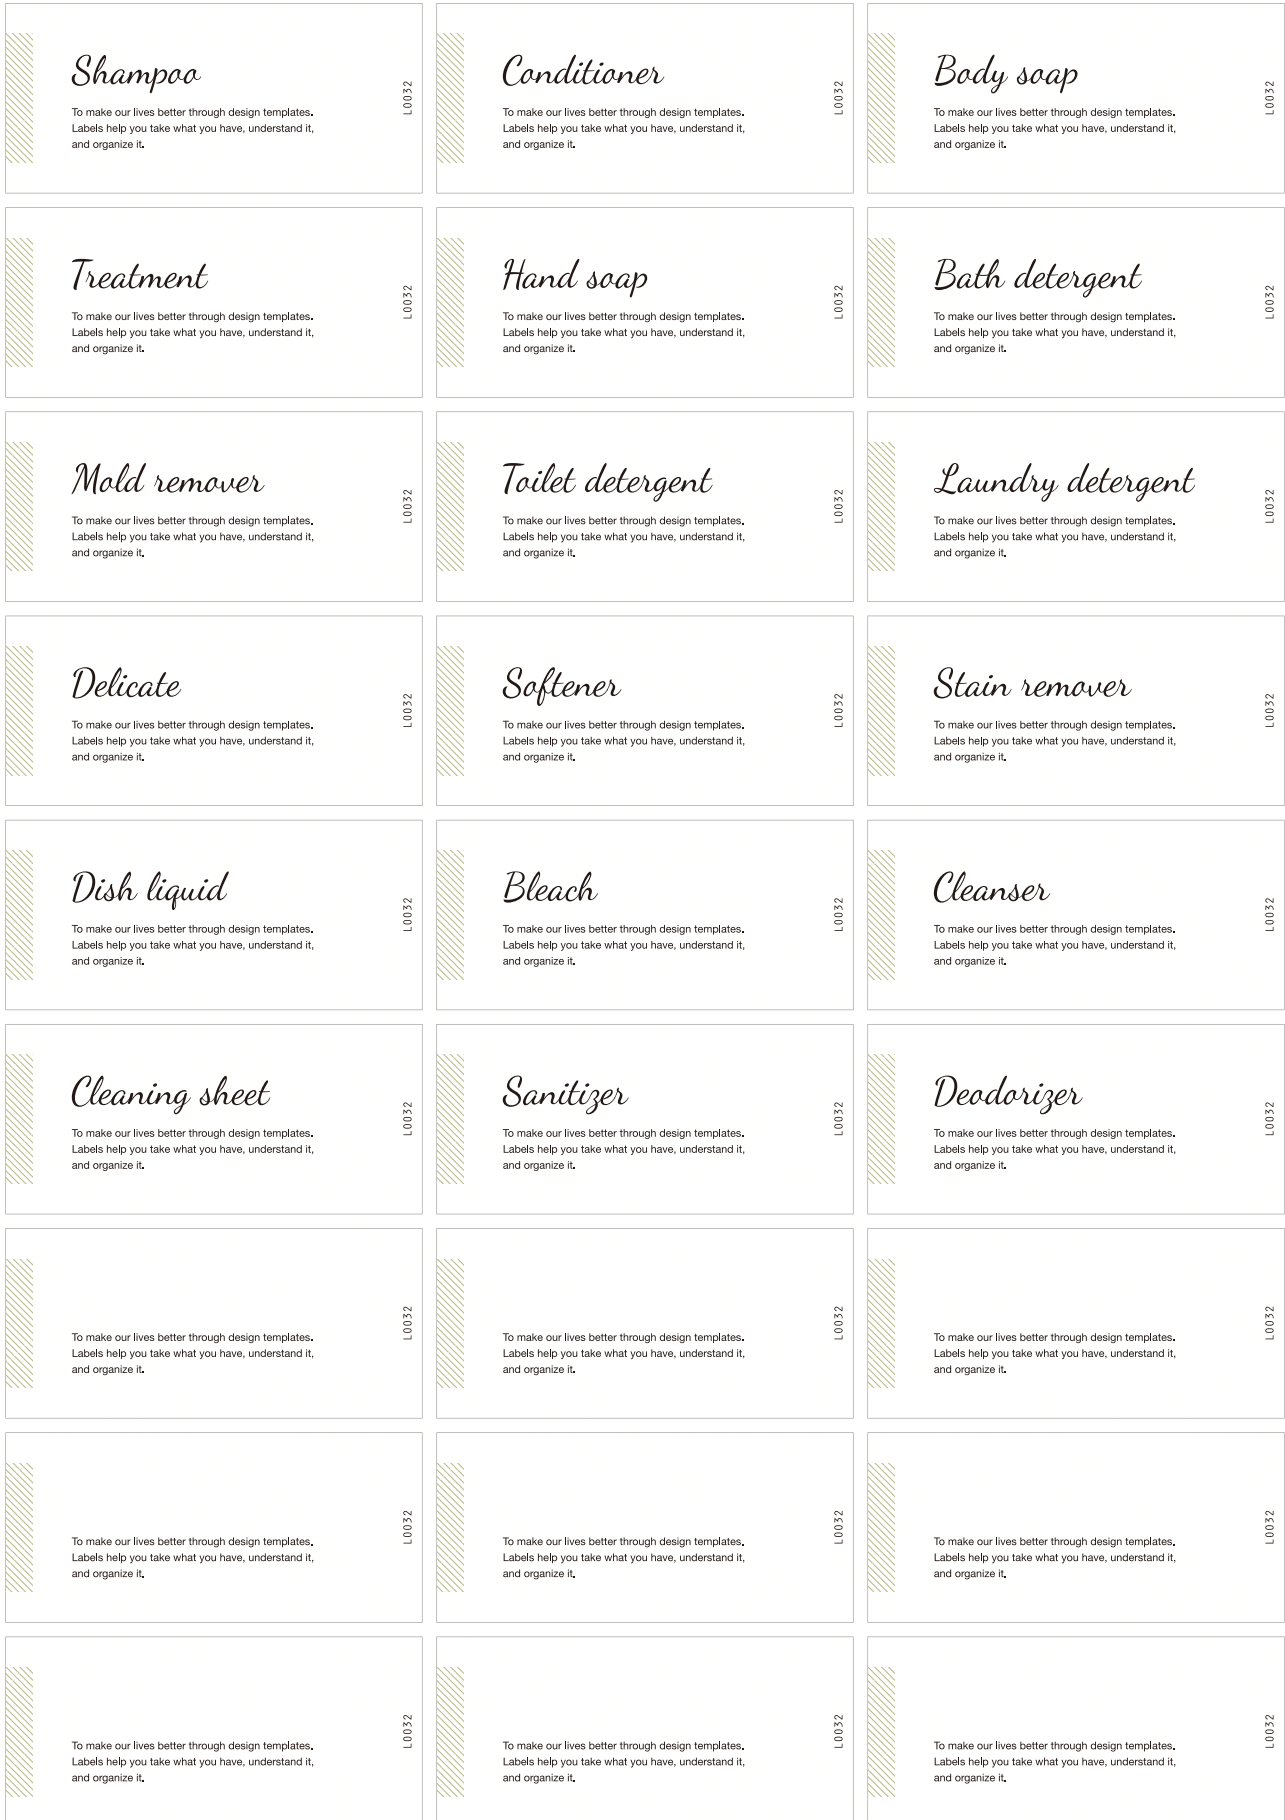 Shampoo
To make our lives better through design templates.
Labels help you take what you have, understand it,
and organize it.
L0032
Conditioner
To make our lives better through design templates.
Labels help you take what you have, understand it,
and organize it.
L0032
Body soap
To make our lives better through design templates.
Labels help you take what you have, understand it,
and organize it.
L0032
Treatment
To make our lives better through design templates.
Labels help you take what you have, understand it,
and organize it.
L0032
Hand soap
To make our lives better through design templates.
Labels help you take what you have, understand it,
and organize it.
L0032
Bath detergent
To make our lives better through design templates.
Labels help you take what you have, understand it,
and organize it.
L0032
Mold remover
To make our lives better through design templates.
Labels help you take what you have, understand it,
and organize it.
L0032
Toilet detergent
To make our lives better through design templates.
Labels help you take what you have, understand it,
and organize it.
L0032
Laundry detergent
To make our lives better through design templates.
Labels help you take what you have, understand it,
and organize it.
L0032
Delicate
To make our lives better through design templates.
Labels help you take what you have, understand it,
and organize it.
L0032
Softener
To make our lives better through design templates.
Labels help you take what you have, understand it,
and organize it.
L0032
Stain remover
To make our lives better through design templates.
Labels help you take what you have, understand it,
and organize it.
L0032
Dish liquid
To make our lives better through design templates.
Labels help you take what you have, understand it,
and organize it.
L0032
Bleach
To make our lives better through design templates.
Labels help you take what you have, understand it,
and organize it.
L0032
Cleanser
To make our lives better through design templates.
Labels help you take what you have, understand it,
and organize it.
L0032
Cleaning sheet
To make our lives better through design templates.
Labels help you take what you have, understand it,
and organize it.
L0032
Sanitizer
To make our lives better through design templates.
Labels help you take what you have, understand it,
and organize it.
L0032
Deodorizer
To make our lives better through design templates.
Labels help you take what you have, understand it,
and organize it.
L0032
To make our lives better through design templates.
Labels help you take what you have, understand it,
and organize it.
L0032
To make our lives better through design templates.
Labels help you take what you have, understand it,
and organize it.
L0032
To make our lives better through design templates.
Labels help you take what you have, understand it,
and organize it.
L0032
To make our lives better through design templates.
Labels help you take what you have, understand it,
and organize it.
L0032
To make our lives better through design templates.
Labels help you take what you have, understand it,
and organize it.
L0032
To make our lives better through design templates.
Labels help you take what you have, understand it,
and organize it.
L0032
To make our lives better through design templates.
Labels help you take what you have, understand it,
and organize it.
L0032
To make our lives better through design templates.
Labels help you take what you have, understand it,
and organize it.
L0032
To make our lives better through design templates.
Labels help you take what you have, understand it,
and organize it.
L0032